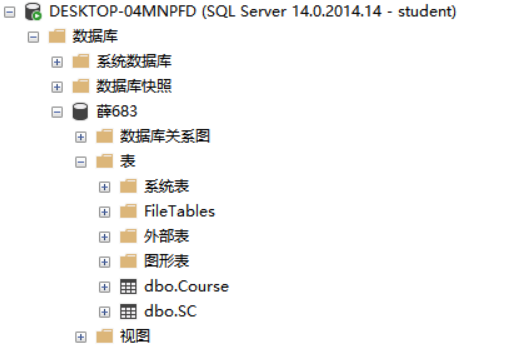 DESKTOP-04MNPFD (SQL Server 14.0.2014.14 - student)
数据库
系统数据库
数据库快照
薛683
数据库关系图
表
系统表
FileTables
外部表
图形表
dbo.Course
dbo.SC
视图